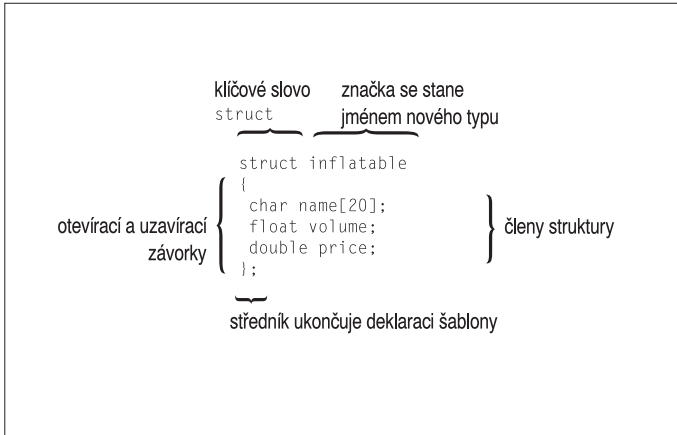 klíčové slovo
struct
značka se stane
jménem nového typu
struct inflatable
{
char name[20];
float volume;
double price;
};
otevírací a uzavírací
závorky
členy struktury
středník ukončuje deklaraci šablony